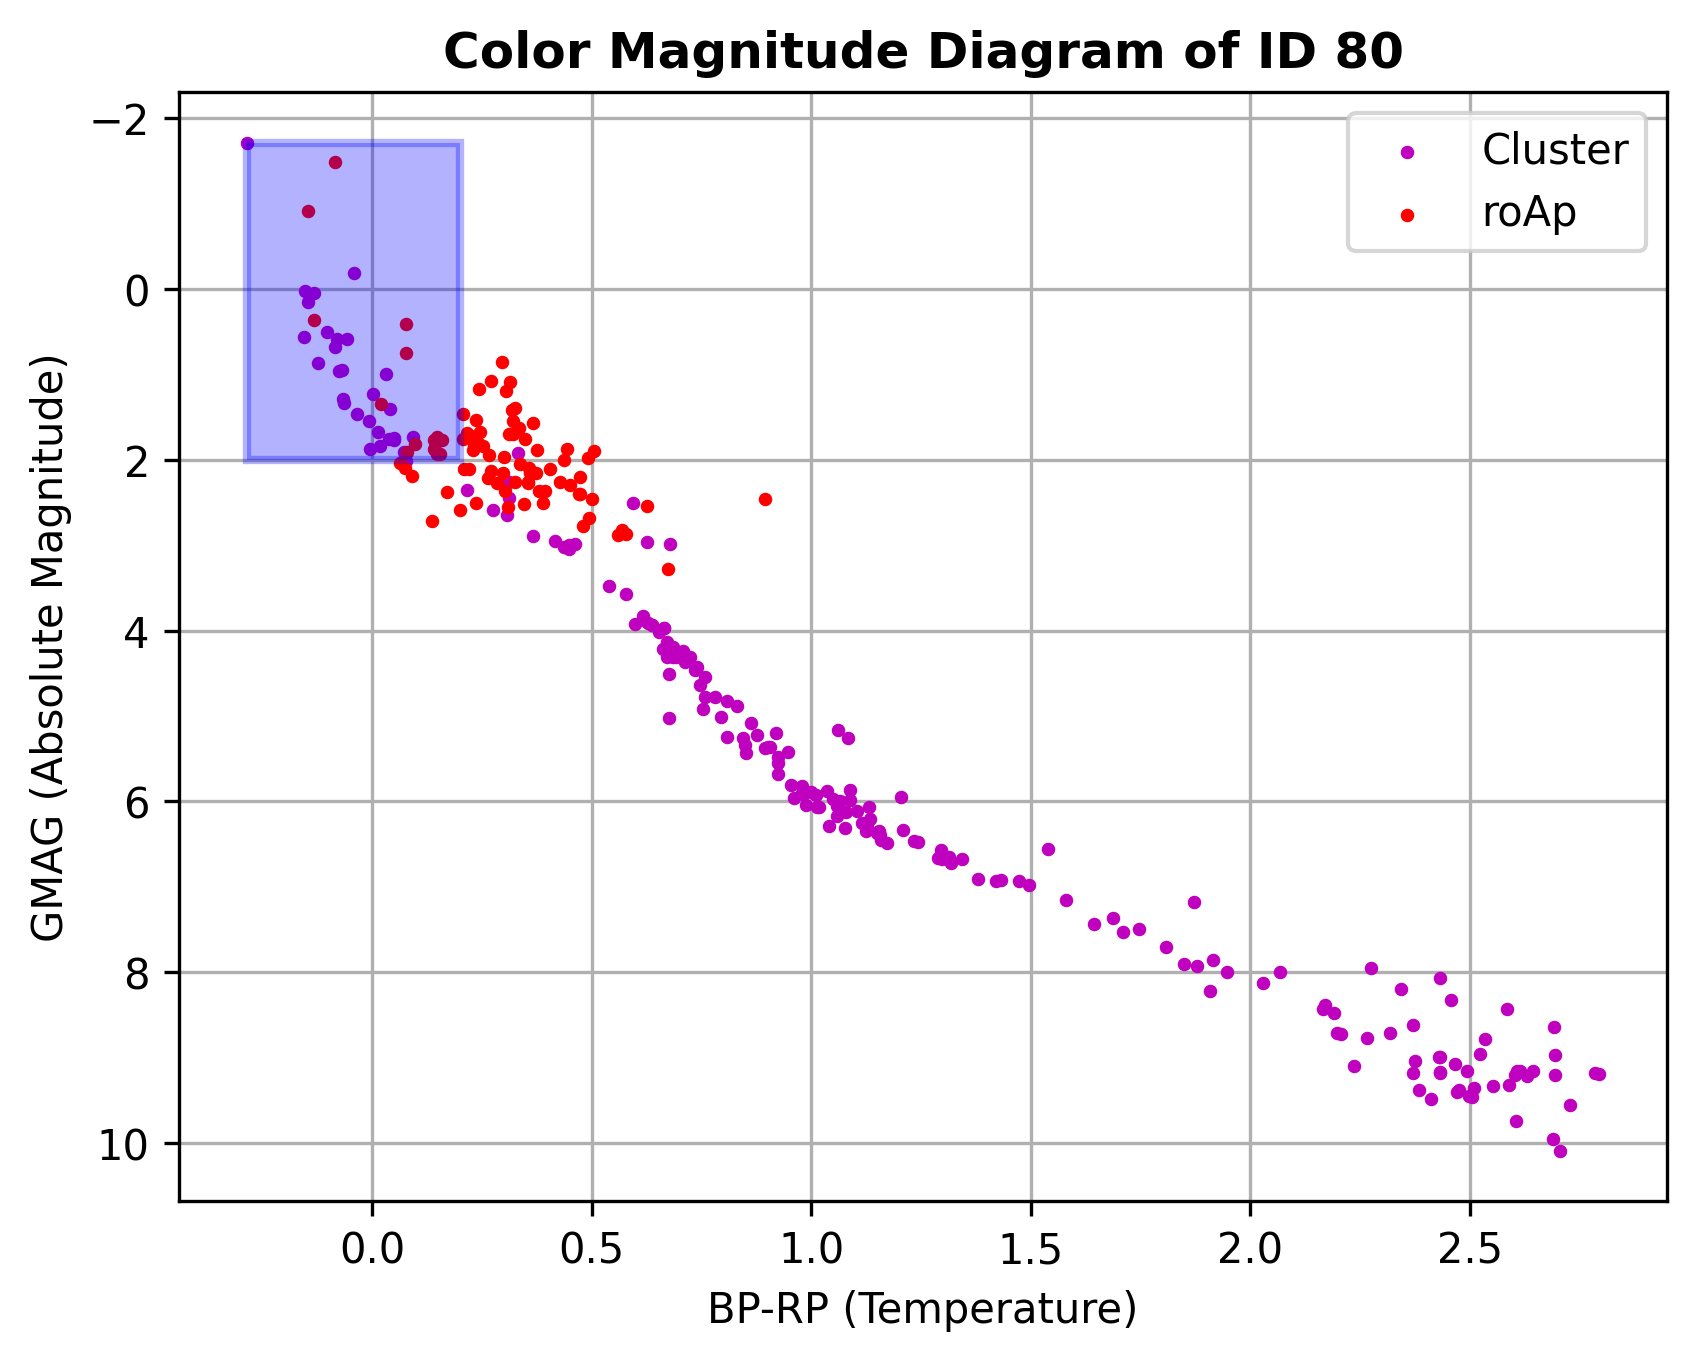 Color Magnitude Diagram of ID 80
Cluster
roAp
GMAG (Absolute Magnitude)
−2
0
2
4
6
8
10
0.0 0.5 1.0 1.5 2.0 2.5
BP-RP (Temperature)